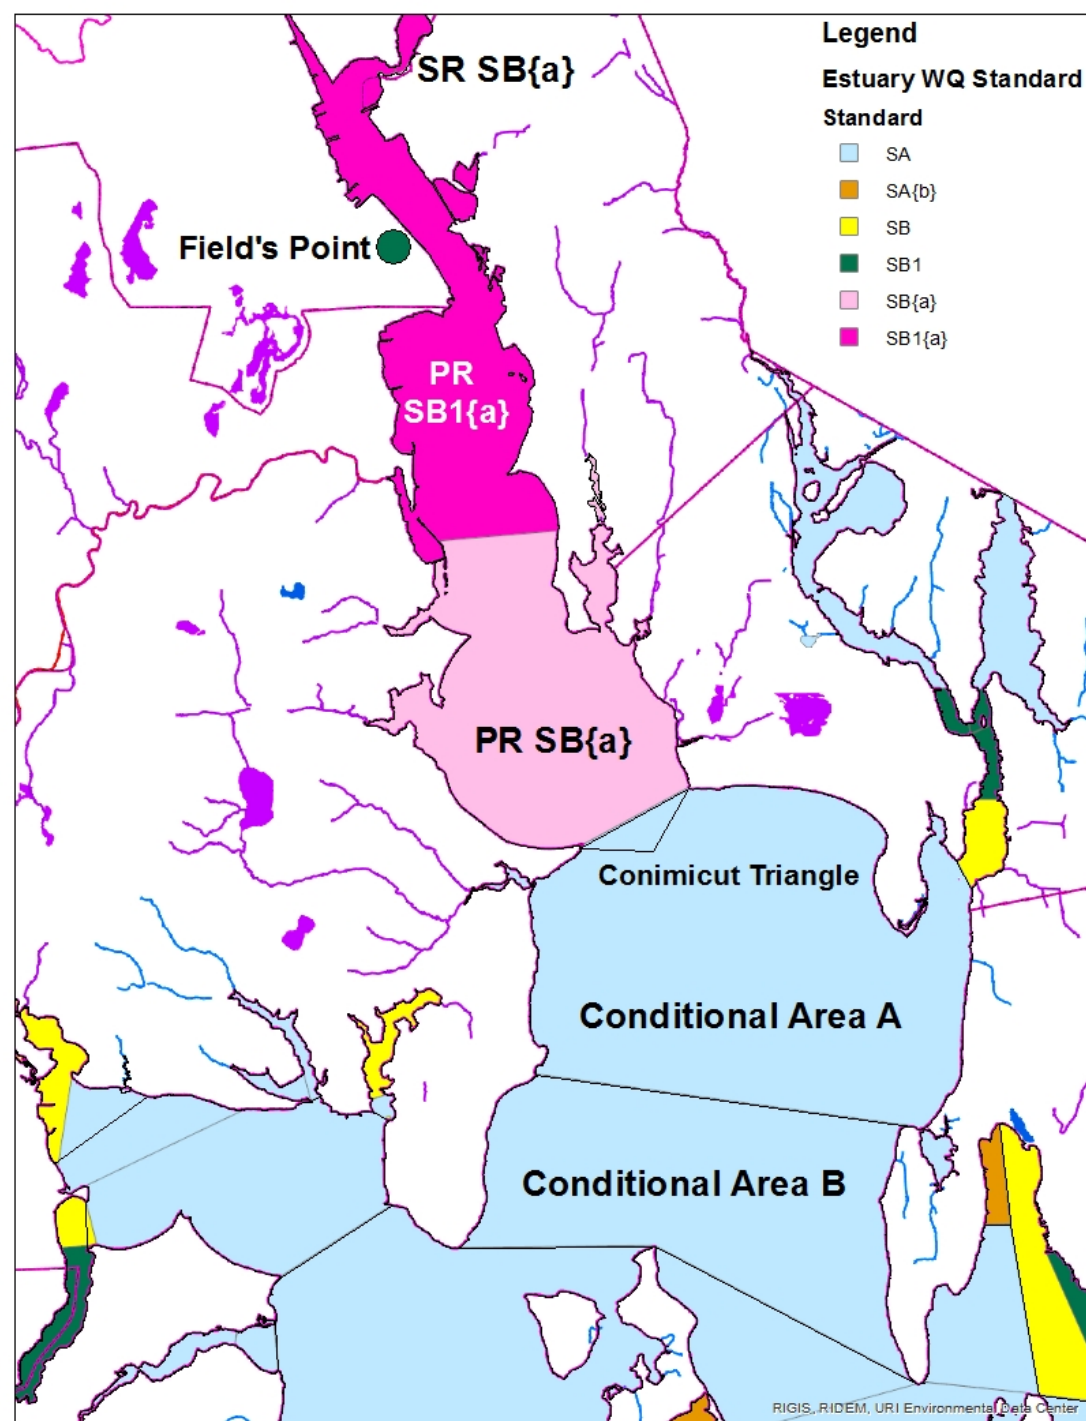 Legend
Estuary WQ Standard
Standard
SA
SA{b}
SB
SB1
SB{a}
SB1{a}
SR SB{a}
Field's Point
PR
SB1{a}
PR SB{a}
Conimicut Triangle
Conditional Area A
Conditional Area B
RIGIS, RIDEM, URI Environmental Data Center